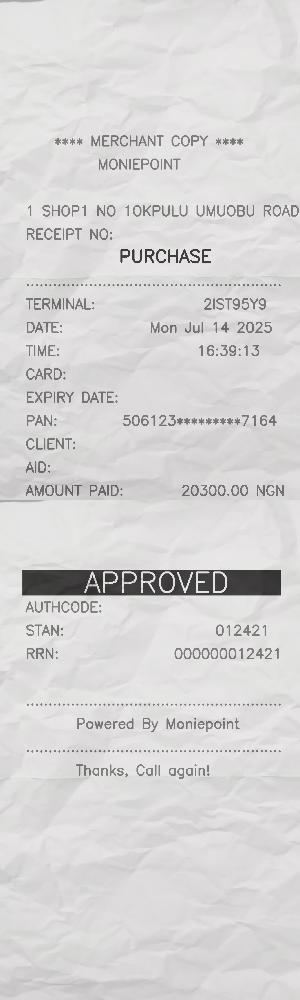 **** MERCHANT COPY ****
MONIEPOINT
1 SHOP1 NO 10KPULU UMUOBU ROAD
RECEIPT NO:
PURCHASE
TERMINAL: 2IST95Y9
DATE: Mon Jul 14 2025
TIME: 16:39:13
CARD:
EXPIRY DATE:
PAN: 506123*********7164
CLIENT:
AID:
AMOUNT PAID: 20300.00 NGN
APPROVED
AUTHCODE:
STAN: 012421
RRN: 000000012421
Powered By Moniepoint
Thanks, Call again!